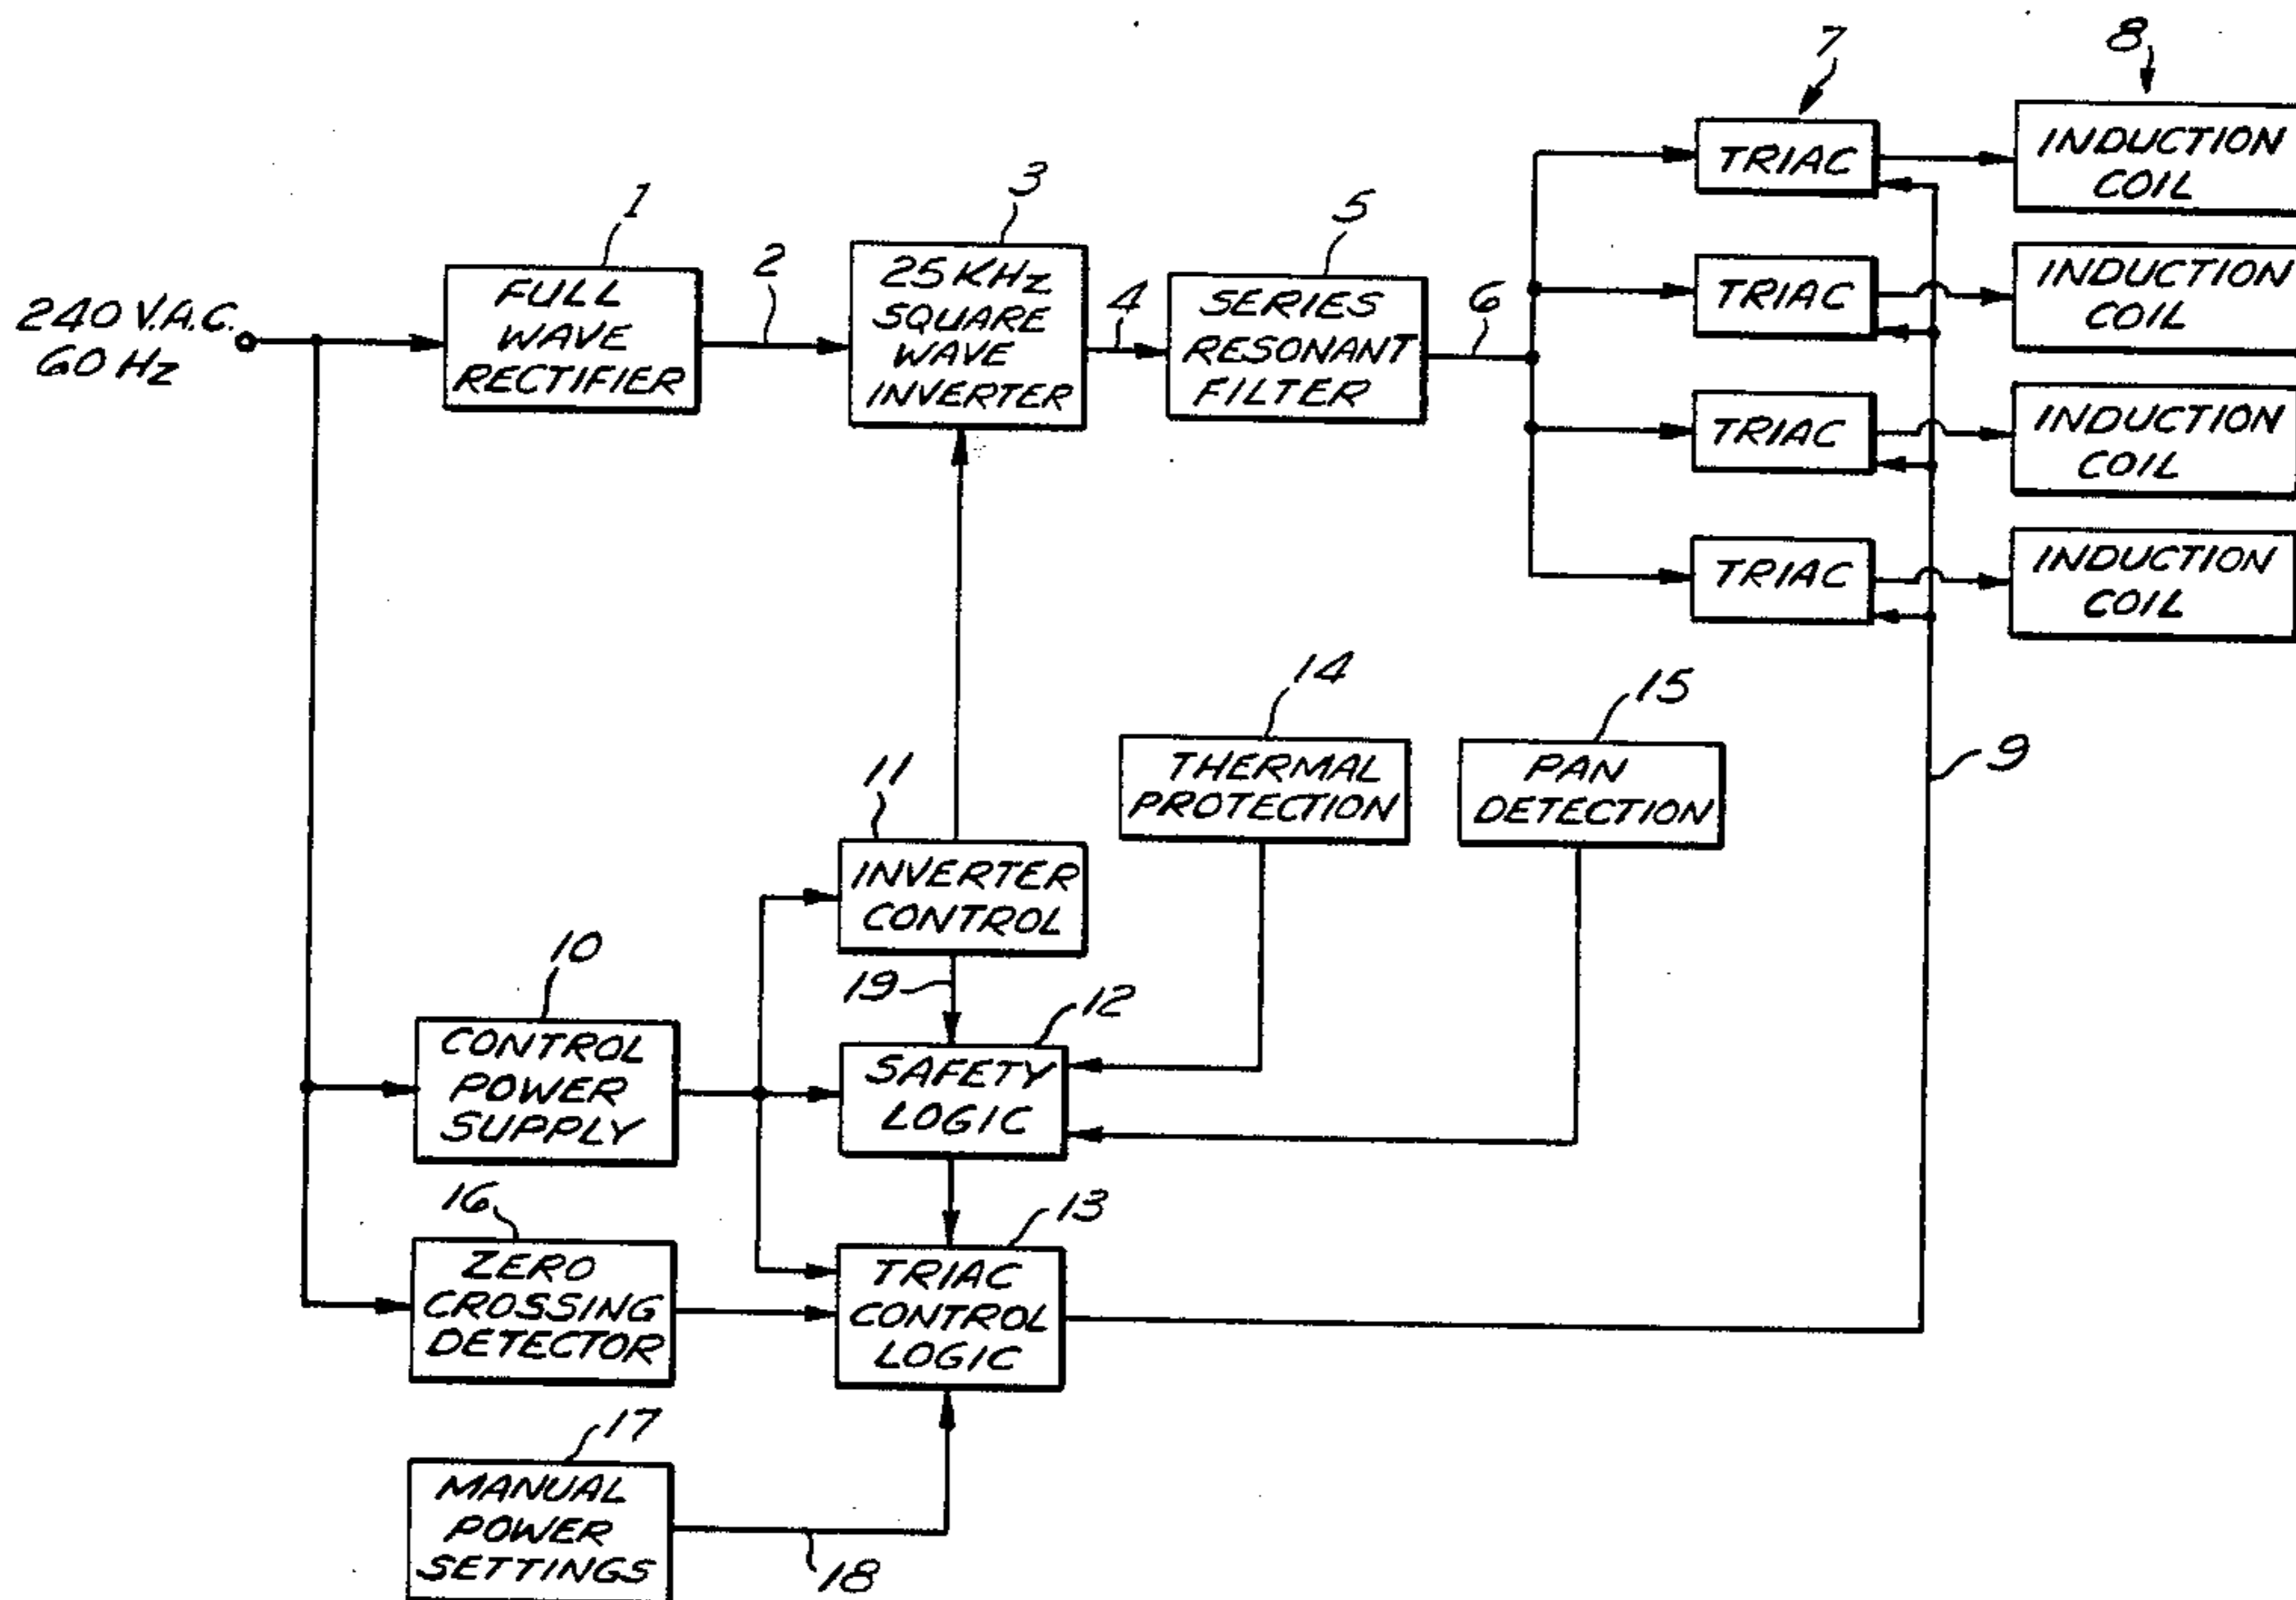 7
8
TRIAC
INDUCTION
COIL
1
3
5
2
4
6
240 V.A.C.
60 Hz
FULL
WAVE
RECTIFIER
25 KHz
SQUARE
WAVE
INVERTER
SERIES
RESONANT
FILTER
TRIAC
INDUCTION
COIL
TRIAC
INDUCTION
COIL
TRIAC
INDUCTION
COIL
14
15
9
11
THERMAL
PROTECTION
PAN
DETECTION
INVERTER
CONTROL
10
19
12
CONTROL
POWER
SUPPLY
SAFETY
LOGIC
16
13
ZERO
CROSSING
DETECTOR
TRIAC
CONTROL
LOGIC
17
MANUAL
POWER
SETTINGS
18